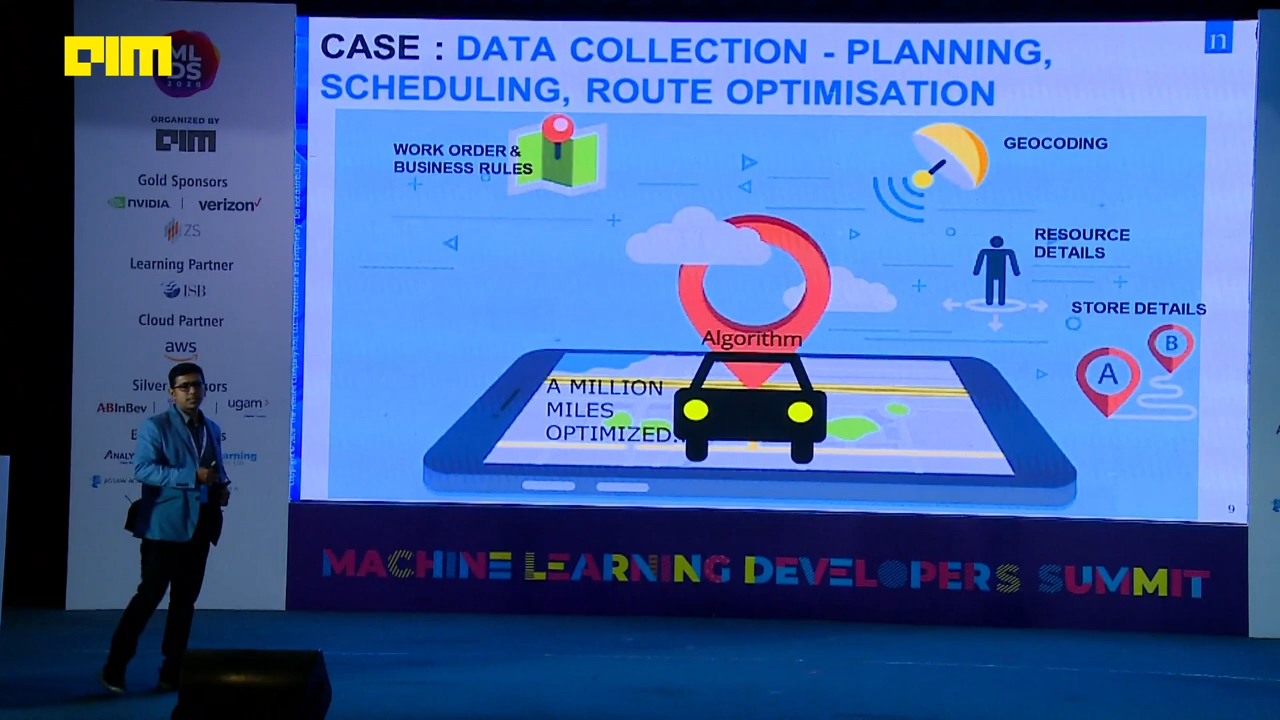 AIM
ML
DS
2020
ORGANIZED BY
AIM
Gold Sponsors
NVIDIA | verizon
ZS
Learning Partner
ISB
Cloud Partner
aws
Silver
ABInBev
ugam
CASE : DATA COLLECTION - PLANNING,
SCHEDULING, ROUTE OPTIMISATION
n
WORK ORDER &
BUSINESS RULES
GEOCODING
RESOURCE
DETAILS
STORE DETAILS
A
B
Algorithm
A MILLION
MILES
OPTIMIZED..
9
MACHINE LEARNING DEVELOPERS SUMMIT